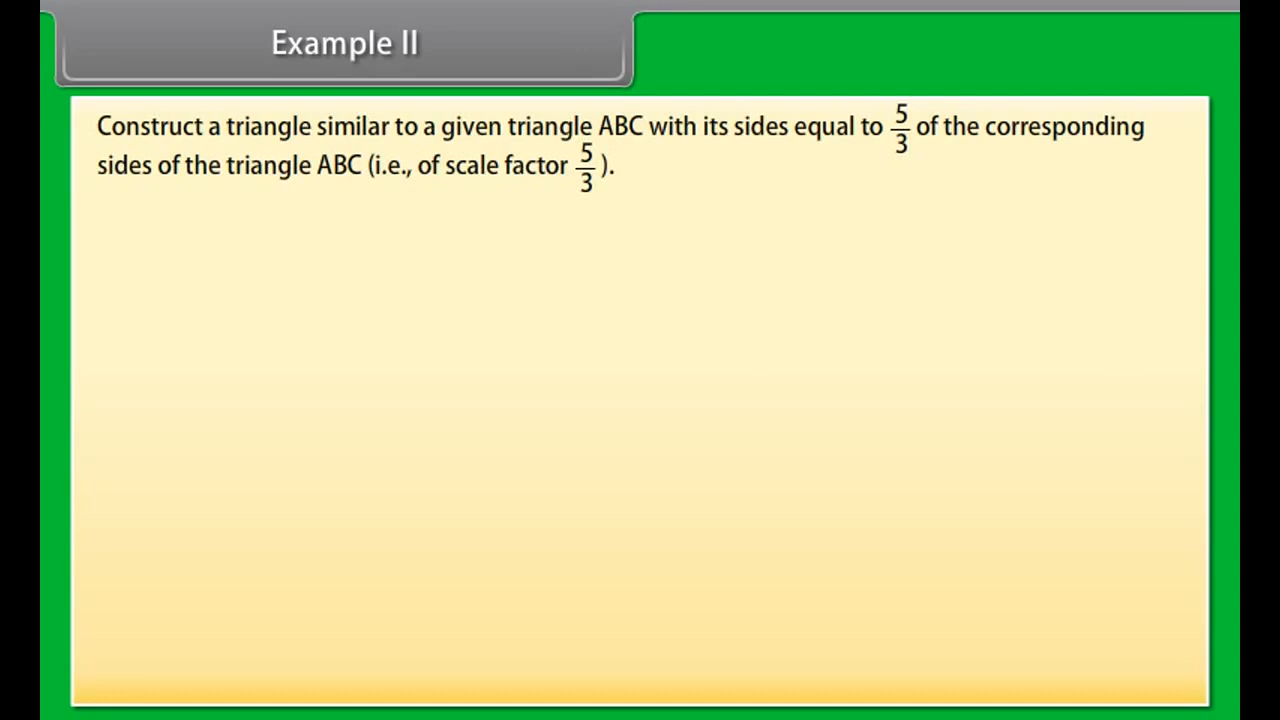 Example II
Construct a triangle similar to a given triangle ABC with its sides equal to 5/3 of the corresponding
sides of the triangle ABC (i.e., of scale factor 5/3 ).